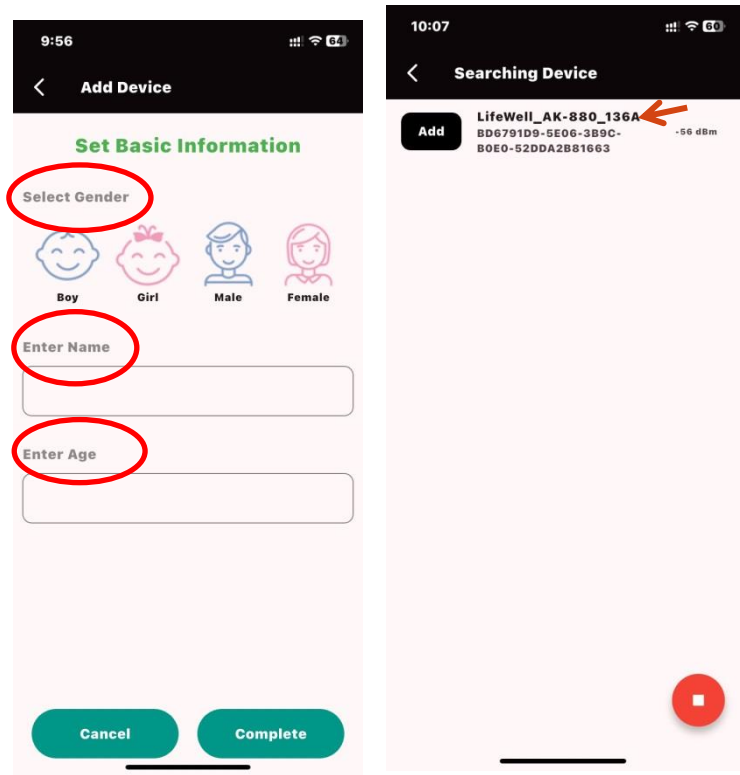 9:56
64
Add Device
Set Basic Information
Select Gender
Boy Girl Male Female
Enter Name
Enter Age
Cancel Complete
10:07
60
Searching Device
Add
LifeWell_AK-880_136A
BD6791D9-5E06-3B9C-
B0E0-52DDA2B81663
-56 dBm